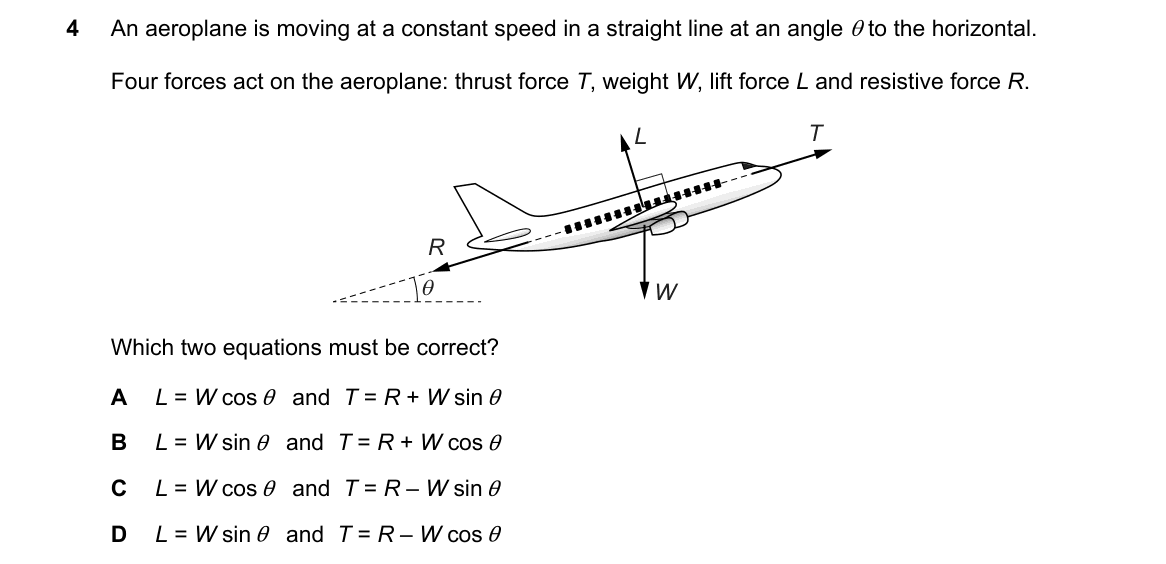 4 An aeroplane is moving at a constant speed in a straight line at an angle θ to the horizontal.
Four forces act on the aeroplane: thrust force T, weight W, lift force L and resistive force R.
L
T
R
θ
W
Which two equations must be correct?
A L = W cos θ and T = R + W sin θ
B L = W sin θ and T = R + W cos θ
C L = W cos θ and T = R – W sin θ
D L = W sin θ and T = R – W cos θ